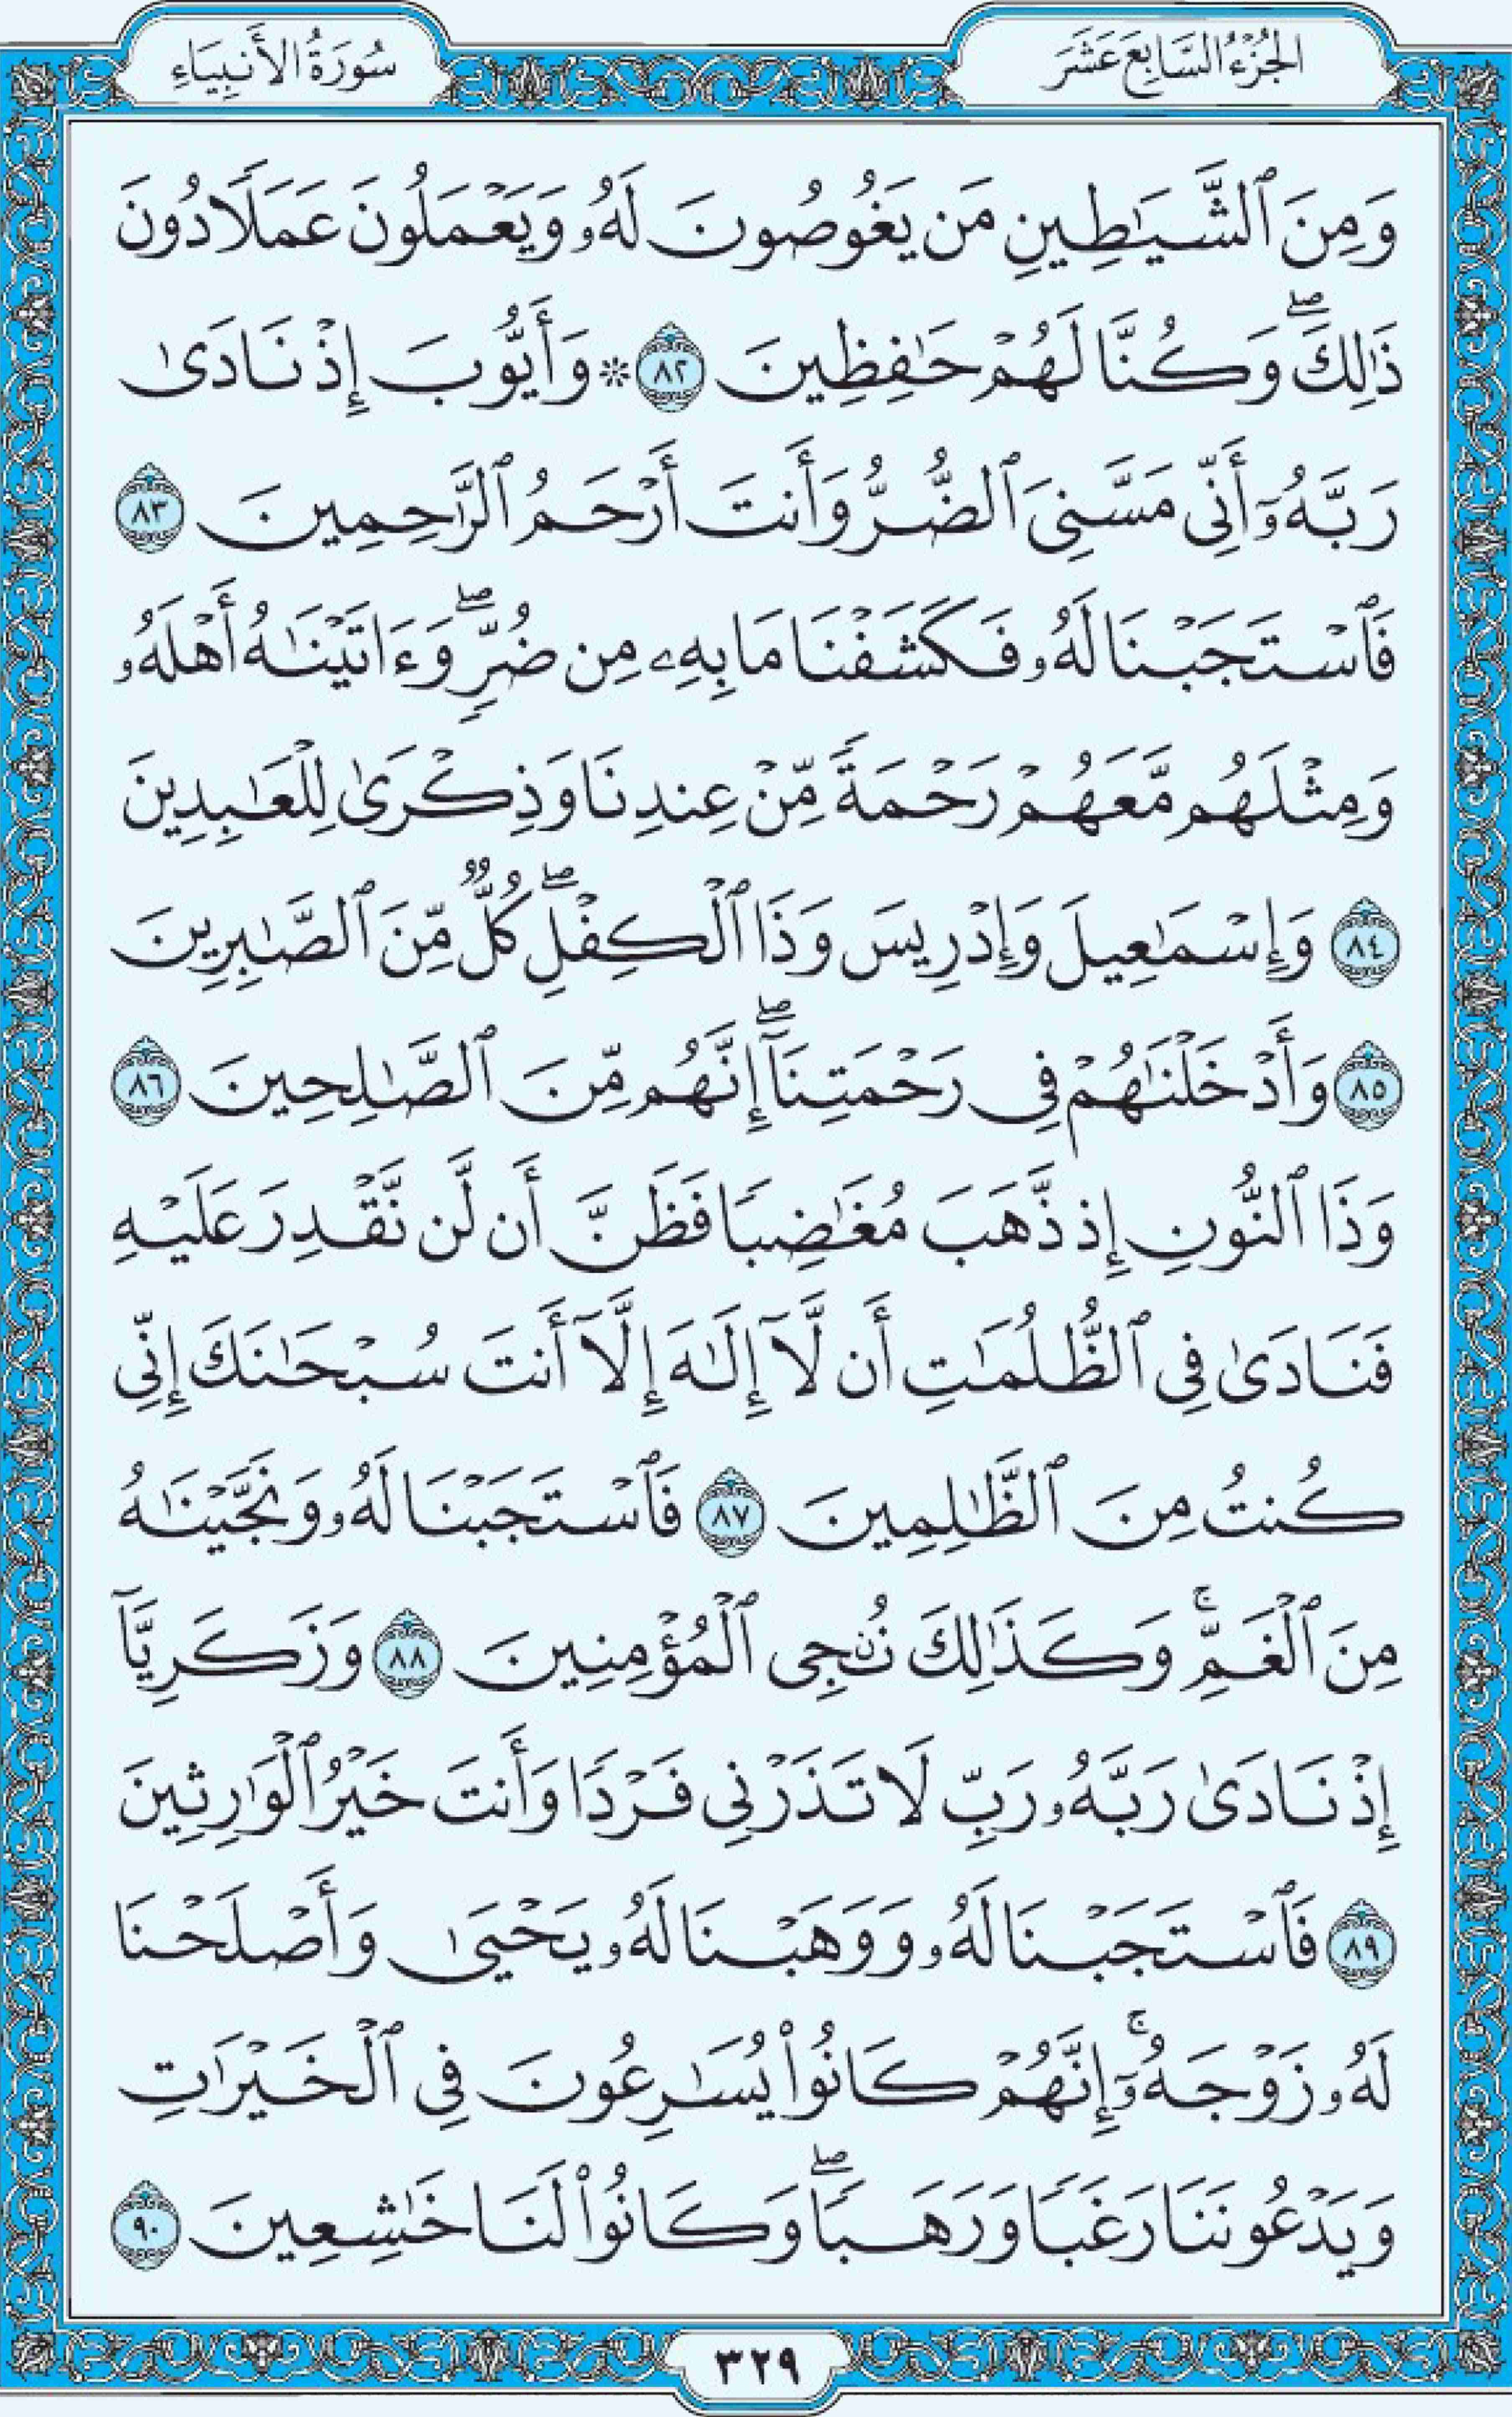 الجُزْءُ السَّابِعَ عَشَرَ
سُورَةُ الأَنبِيَاءِ
وَمِنَ ٱلشَّيَٰطِينِ مَن يَغُوصُونَ لَهُۥ وَيَعْمَلُونَ عَمَلًا دُونَ
ذَٰلِكَۖ وَكُنَّا لَهُمْ حَٰفِظِينَ ٨٢ ۞ وَأَيُّوبَ إِذْ نَادَىٰ
رَبَّهُۥٓ أَنِّي مَسَّنِيَ ٱلضُّرُّ وَأَنتَ أَرْحَمُ ٱلرَّٰحِمِينَ ٨٣
فَٱسْتَجَبْنَا لَهُۥ فَكَشَفْنَا مَا بِهِۦ مِن ضُرّٖۖ وَءَاتَيْنَٰهُ أَهْلَهُۥ
وَمِثْلَهُم مَّعَهُمْ رَحْمَةٗ مِّنْ عِندِنَا وَذِكْرَىٰ لِلْعَٰبِدِينَ
٨٤ وَإِسْمَٰعِيلَ وَإِدْرِيسَ وَذَا ٱلْكِفْلِۖ كُلّٞ مِّنَ ٱلصَّٰبِرِينَ
٨٥ وَأَدْخَلْنَٰهُمْ فِي رَحْمَتِنَآۖ إِنَّهُم مِّنَ ٱلصَّٰلِحِينَ ٨٦
وَذَا ٱلنُّونِ إِذ ذَّهَبَ مُغَٰضِبٗا فَظَنَّ أَن لَّن نَّقْدِرَ عَلَيْهِ
فَنَادَىٰ فِي ٱلظُّلُمَٰتِ أَن لَّآ إِلَٰهَ إِلَّآ أَنتَ سُبْحَٰنَكَ إِنِّي
كُنتُ مِنَ ٱلظَّٰلِمِينَ ٨٧ فَٱسْتَجَبْنَا لَهُۥ وَنَجَّيْنَٰهُ
مِنَ ٱلْغَمِّۚ وَكَذَٰلِكَ نُـۨجِي ٱلْمُؤْمِنِينَ ٨٨ وَزَكَرِيَّآ
إِذْ نَادَىٰ رَبَّهُۥ رَبِّ لَا تَذَرْنِي فَرْدٗا وَأَنتَ خَيْرُ ٱلْوَٰرِثِينَ
٨٩ فَٱسْتَجَبْنَا لَهُۥ وَوَهَبْنَا لَهُۥ يَحْيَىٰ وَأَصْلَحْنَا
لَهُۥ زَوْجَهُۥٓۚ إِنَّهُمْ كَانُوا۟ يُسَٰرِعُونَ فِي ٱلْخَيْرَٰتِ
وَيَدْعُونَنَا رَغَبٗا وَرَهَبٗاۖ وَكَانُوا۟ لَنَا خَٰشِعِينَ ٩٠
٣٢٩